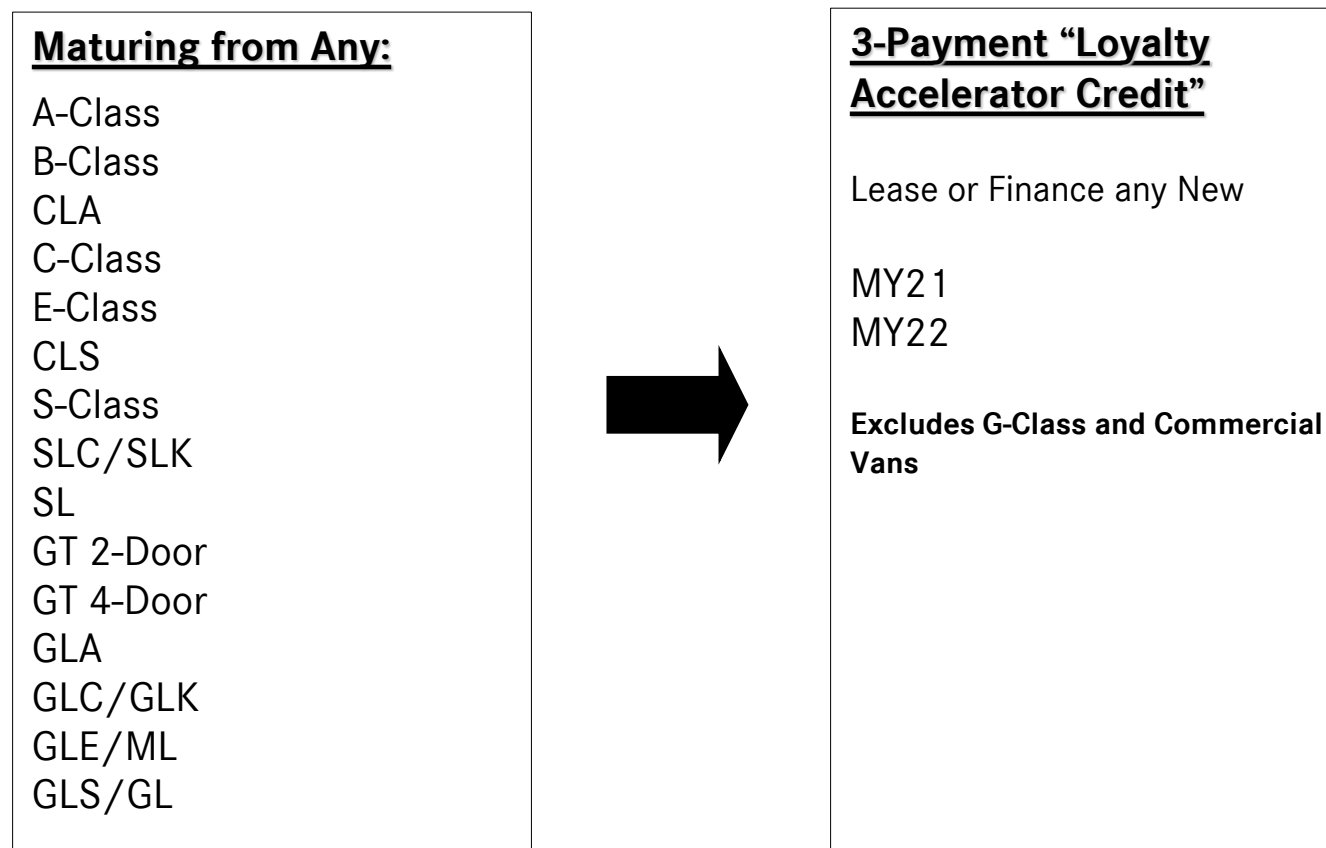 Maturing from Any:
A-Class
B-Class
CLA
C-Class
E-Class
CLS
S-Class
SLC/SLK
SL
GT 2-Door
GT 4-Door
GLA
GLC/GLK
GLE/ML
GLS/GL
3-Payment “Loyalty
Accelerator Credit”
Lease or Finance any New
MY21
MY22
Excludes G-Class and Commercial
Vans